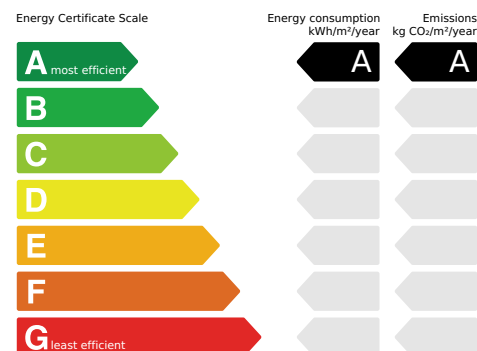 Energy Certificate Scale
Energy consumption
kWh/m²/year
Emissions
kg CO₂/m²/year
A most efficient
A
A
B
C
D
E
F
G least efficient